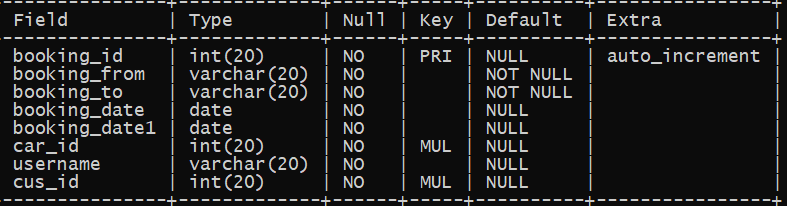 Field | Type | Null | Key | Default | Extra |
booking_id | int(20) | NO | PRI | NULL | auto_increment |
booking_from | varchar(20) | NO | | NOT NULL | |
booking_to | varchar(20) | NO | | NOT NULL | |
booking_date | date | NO | | NULL | |
booking_date1 | date | NO | | NULL | |
car_id | int(20) | NO | MUL | NULL | |
username | varchar(20) | NO | | NULL | |
cus_id | int(20) | NO | MUL | NULL | |